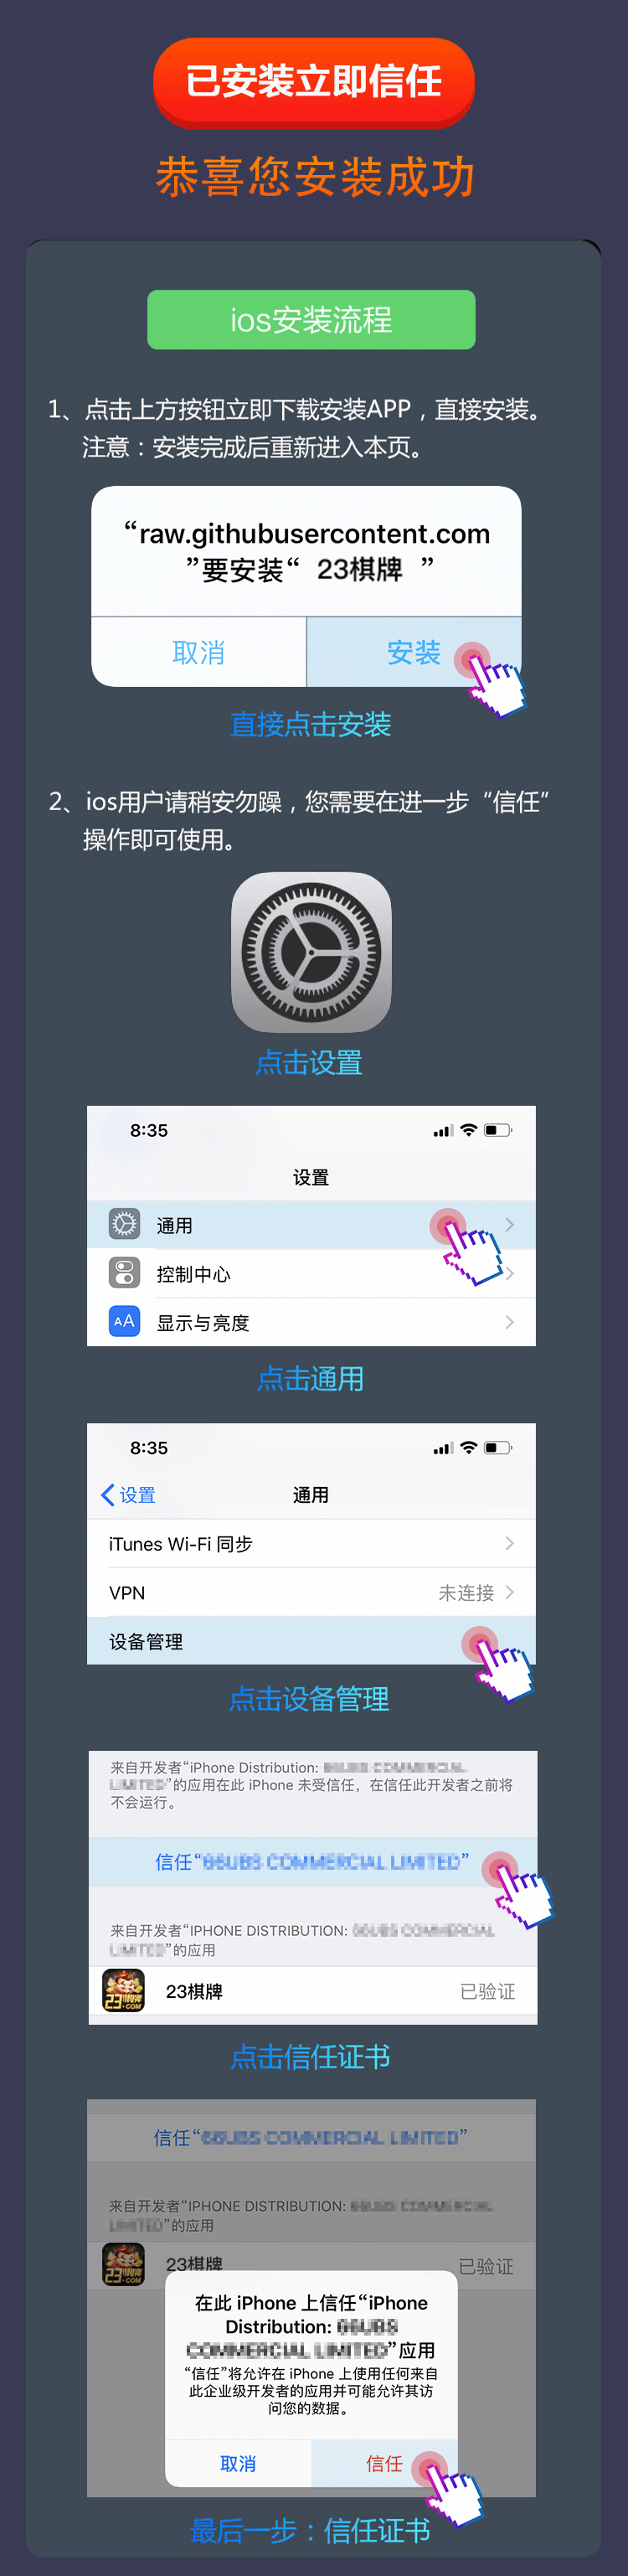 已安装立即信任
恭喜您安装成功
ios安装流程
1、点击上方按钮立即下载安装APP，直接安装。
注意：安装完成后重新进入本页。
“raw.githubusercontent.com
”要安装“ 23棋牌 ”
取消 安装
直接点击安装
2、ios用户请稍安勿躁，您需要在进一步“信任”
操作即可使用。
点击设置
8:35
设置
通用
控制中心
AA 显示与亮度
点击通用
8:35
设置 通用
iTunes Wi-Fi 同步
VPN 未连接
设备管理
点击设备管理
来自开发者“iPhone Distribution:
”的应用在此 iPhone 未受信任，在信任此开发者之前将
不会运行。
信任“ ”
来自开发者“IPHONE DISTRIBUTION:
”的应用
23棋牌 已验证
点击信任证书
信任“ ”
来自开发者“IPHONE DISTRIBUTION:
”的应用
23棋牌 已验证
在此 iPhone 上信任“iPhone
Distribution:
”应用
“信任”将允许在 iPhone 上使用任何来自
此企业级开发者的应用并可能允许其访
问您的数据。
取消 信任
最后一步：信任证书